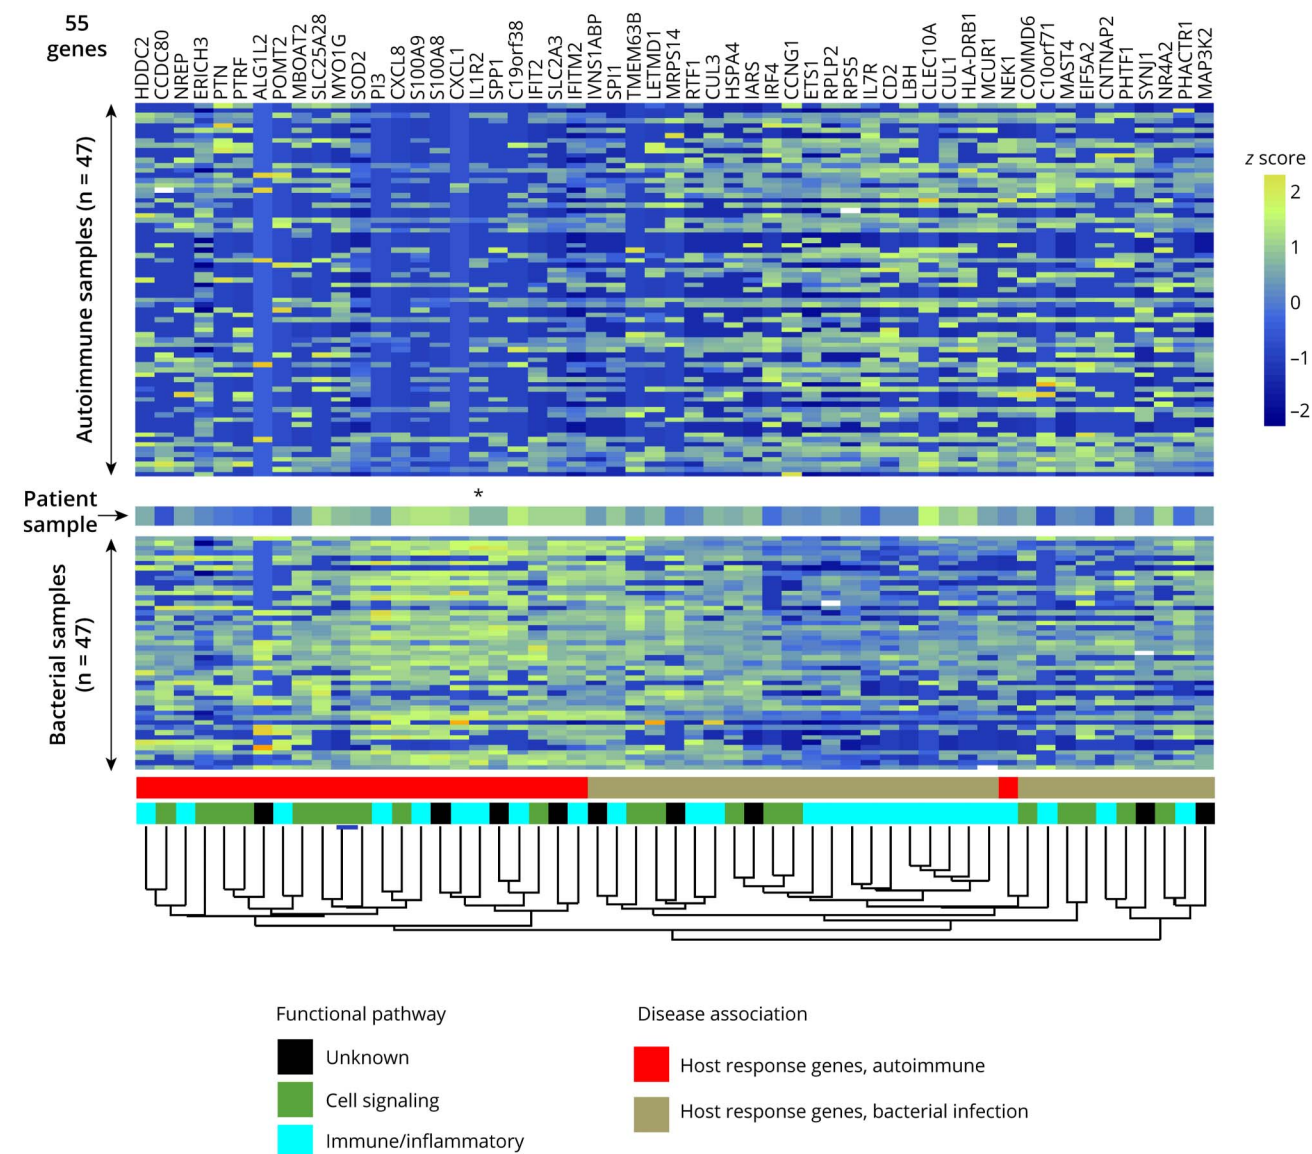 55
genes
HDDC2
CCDC80
NREP
ERICH3
PTN
PTRF
ALG1L2
POMT2
MBOAT2
SLC25A28
MYO1G
SOD2
PI3
CXCL8
S100A9
S100A8
CXCL1
IL1R2
SPP1
C19orf38
IFIT2
SLC2A3
IFITM2
IVNS1ABP
SPI1
TMEM63B
LETMD1
MRPS14
RTF1
CUL3
HSPA4
IARS
IRF4
CCNG1
ETS1
RPLP2
RPS5
IL7R
CD2
LBH
CLEC10A
CUL1
HLA-DRB1
MCUR1
NEK1
COMMD6
C10orf71
MAST4
EIF5A2
CNTNAP2
PHTF1
SYNJ1
NR4A2
PHACTR1
MAP3K2
Autoimmune samples (n = 47)
z score
2
1
0
–1
–2
*
Patient
sample
Bacterial samples
(n = 47)
Functional pathway
Unknown
Cell signaling
Immune/inflammatory
Disease association
Host response genes, autoimmune
Host response genes, bacterial infection